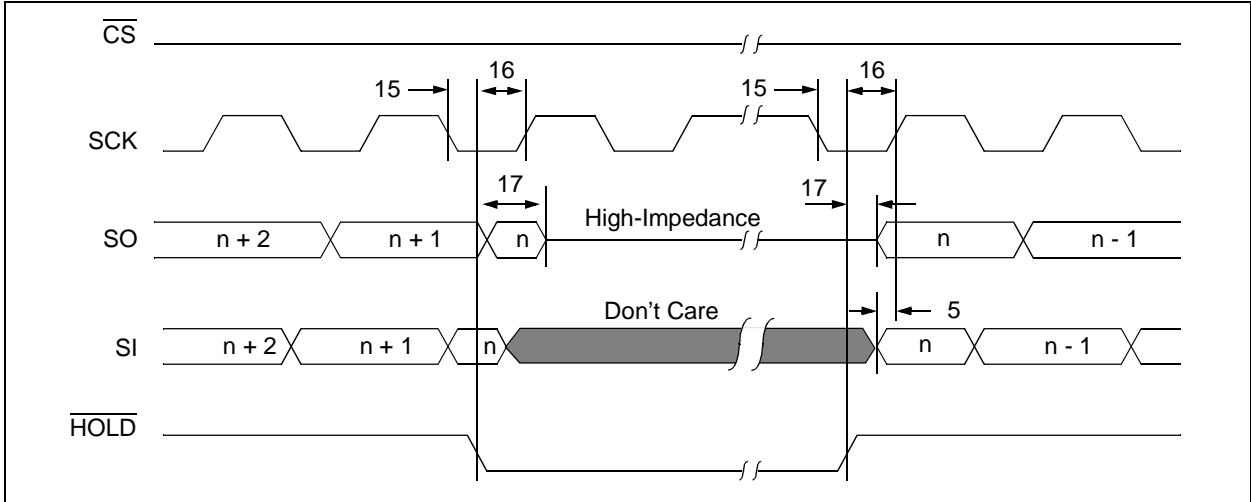 CS
16
16
15
15
SCK
17
17
High-Impedance
SO
n + 2
n + 1
n
n
n - 1
Don't Care
5
SI
n + 2
n + 1
n
n
n - 1
HOLD